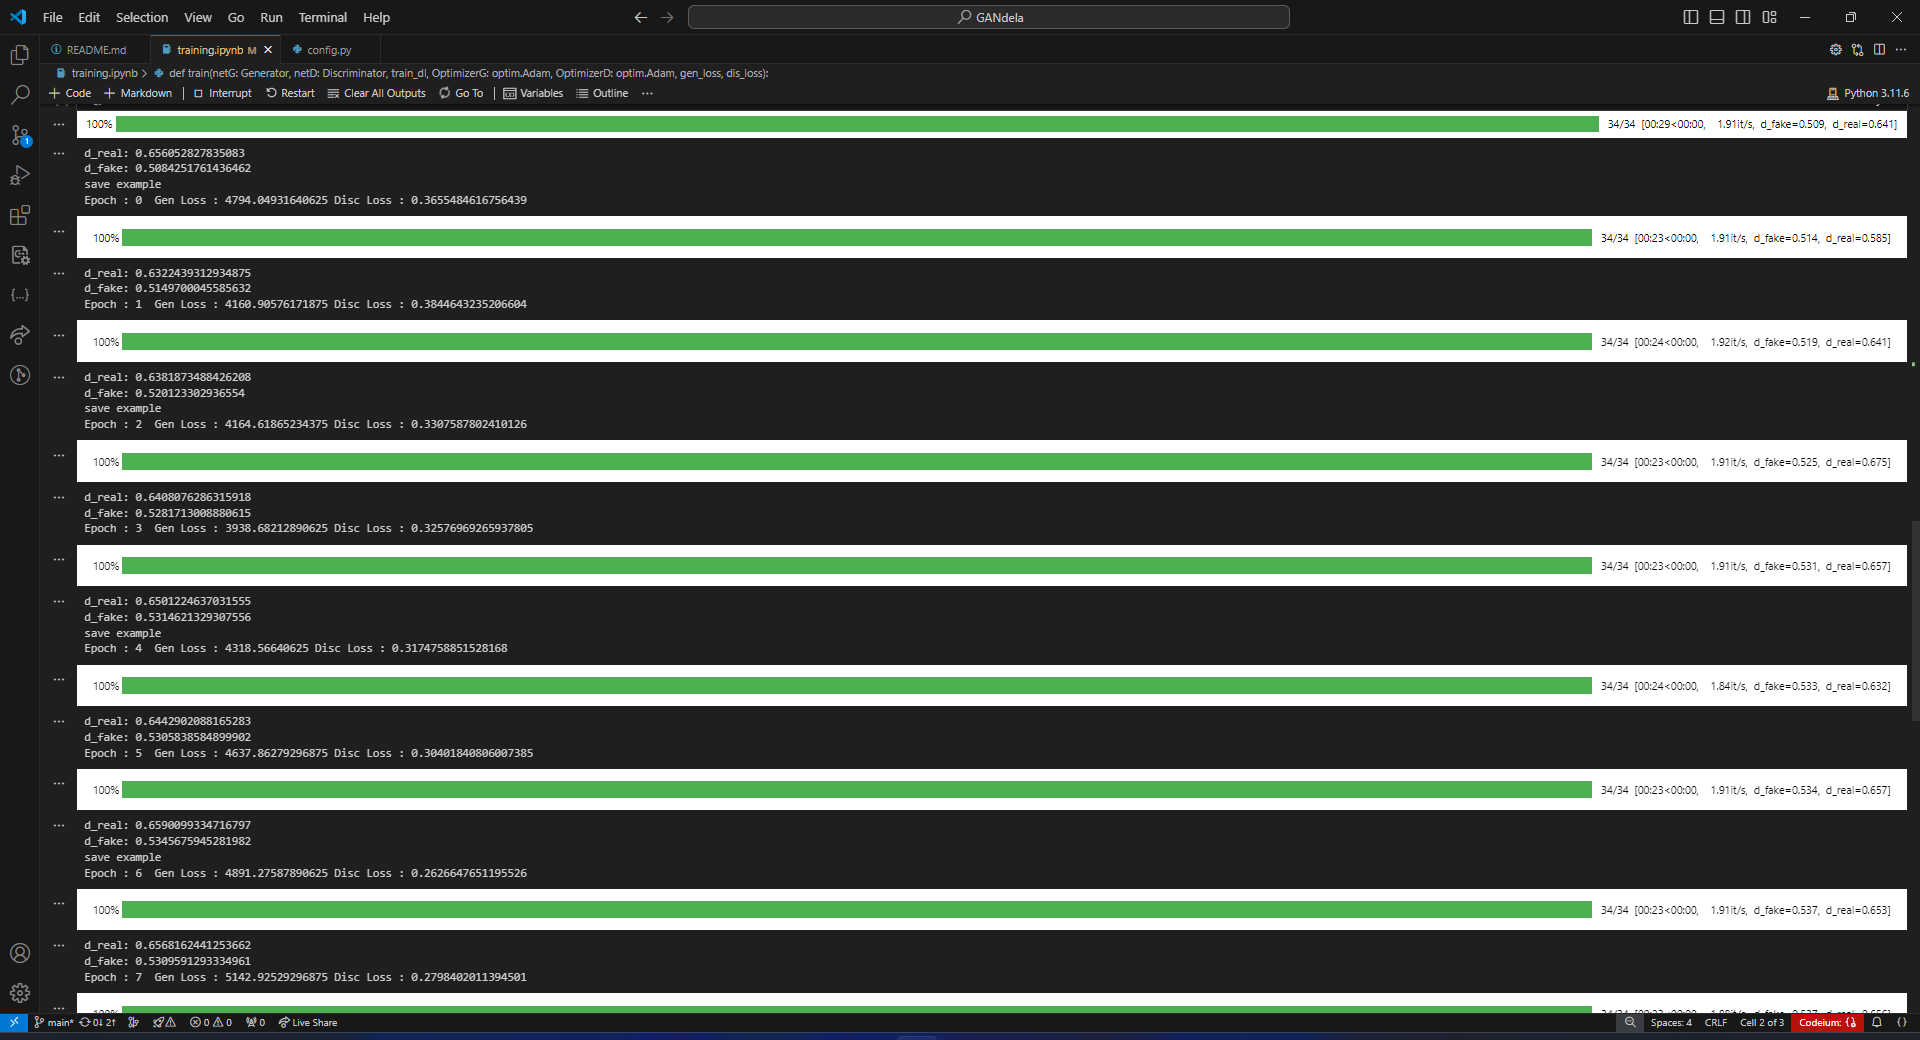 File Edit Selection View Go Run Terminal Help
GANdela
README.md training.ipynb M config.py
training.ipynb > def train(netG: Generator, netD: Discriminator, train_dl, OptimizerG: optim.Adam, OptimizerD: optim.Adam, gen_loss, dis_loss):
+ Code + Markdown | Interrupt Restart Clear All Outputs Go To | Variables Outline ...
Python 3.11.6
100% 34/34 [00:29<00:00, 1.91it/s, d_fake=0.509, d_real=0.641]
d_real: 0.656052827835083
d_fake: 0.5084251761436462
save example
Epoch : 0 Gen Loss : 4794.04931640625 Disc Loss : 0.3655484616756439
100% 34/34 [00:23<00:00, 1.91it/s, d_fake=0.514, d_real=0.585]
d_real: 0.6322439312934875
d_fake: 0.5149700045585632
Epoch : 1 Gen Loss : 4160.90576171875 Disc Loss : 0.3844643235206604
100% 34/34 [00:24<00:00, 1.92it/s, d_fake=0.519, d_real=0.641]
d_real: 0.6381873488426208
d_fake: 0.520123302936554
save example
Epoch : 2 Gen Loss : 4164.61865234375 Disc Loss : 0.3307587802410126
100% 34/34 [00:23<00:00, 1.91it/s, d_fake=0.525, d_real=0.675]
d_real: 0.6408076286315918
d_fake: 0.5281713008880615
Epoch : 3 Gen Loss : 3938.68212890625 Disc Loss : 0.32576969265937805
100% 34/34 [00:23<00:00, 1.91it/s, d_fake=0.531, d_real=0.657]
d_real: 0.6501224637031555
d_fake: 0.5314621329307556
save example
Epoch : 4 Gen Loss : 4318.56640625 Disc Loss : 0.3174758851528168
100% 34/34 [00:24<00:00, 1.84it/s, d_fake=0.533, d_real=0.632]
d_real: 0.6442902088165283
d_fake: 0.5305838584899902
Epoch : 5 Gen Loss : 4637.86279296875 Disc Loss : 0.30401840806007385
100% 34/34 [00:23<00:00, 1.91it/s, d_fake=0.534, d_real=0.657]
d_real: 0.6590099334716797
d_fake: 0.5345675945281982
save example
Epoch : 6 Gen Loss : 4891.27587890625 Disc Loss : 0.2626647651195526
100% 34/34 [00:23<00:00, 1.91it/s, d_fake=0.537, d_real=0.653]
d_real: 0.6568162441253662
d_fake: 0.5309591293334961
Epoch : 7 Gen Loss : 5142.92529296875 Disc Loss : 0.2798402011394501
main* 0↓ 2↑ 0 0 0 Live Share
Spaces: 4 CRLF Cell 2 of 3 Codeium: {}